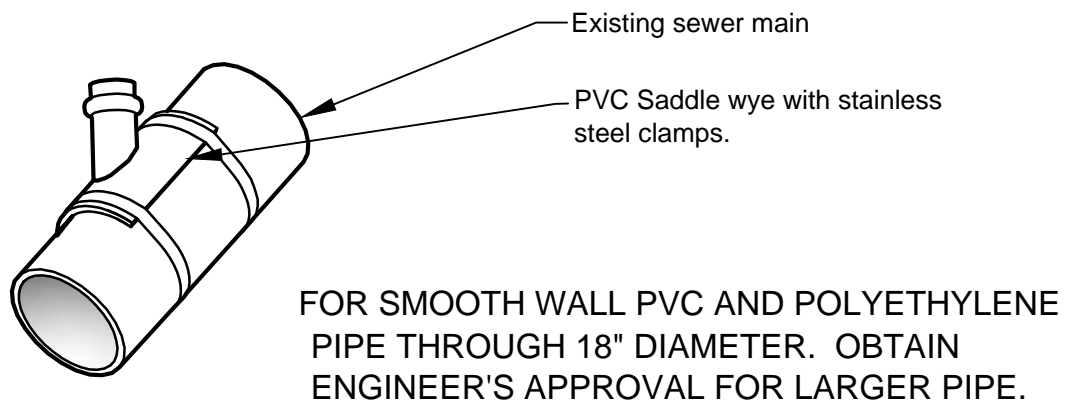 Existing sewer main
PVC Saddle wye with stainless
steel clamps.
FOR SMOOTH WALL PVC AND POLYETHYLENE
PIPE THROUGH 18" DIAMETER.  OBTAIN
ENGINEER'S APPROVAL FOR LARGER PIPE.